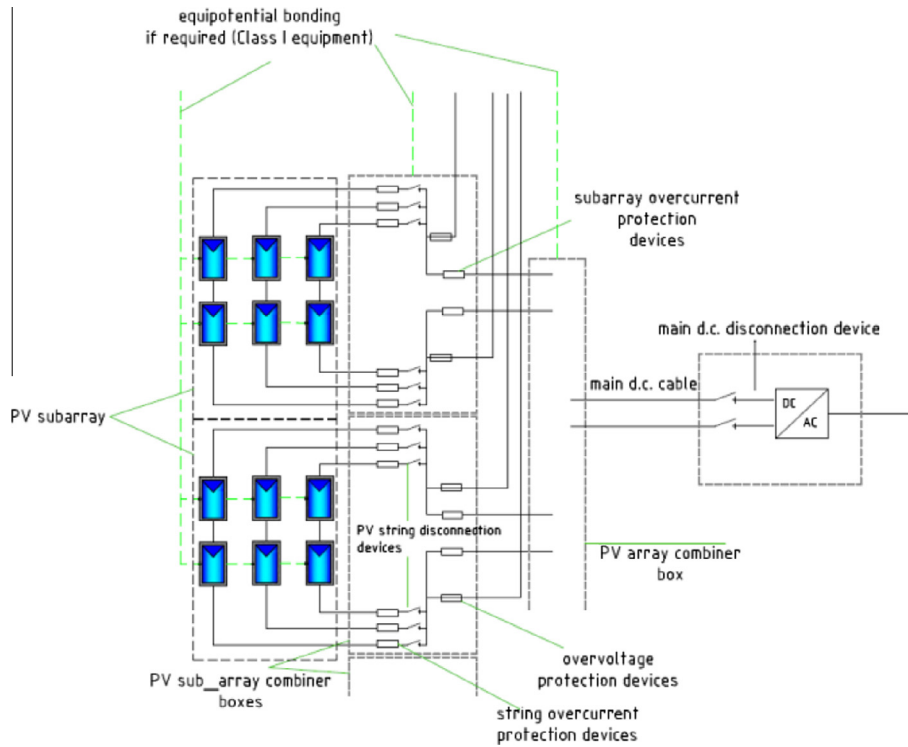 equipotential bonding
if required (Class I equipment)
subarray overcurrent
protection
devices
main d.c. disconnection device
main d.c. cable
DC
AC
PV subarray
PV string disconnection
devices
PV array combiner
box
overvoltage
protection devices
PV sub_array combiner
boxes
string overcurrent
protection devices